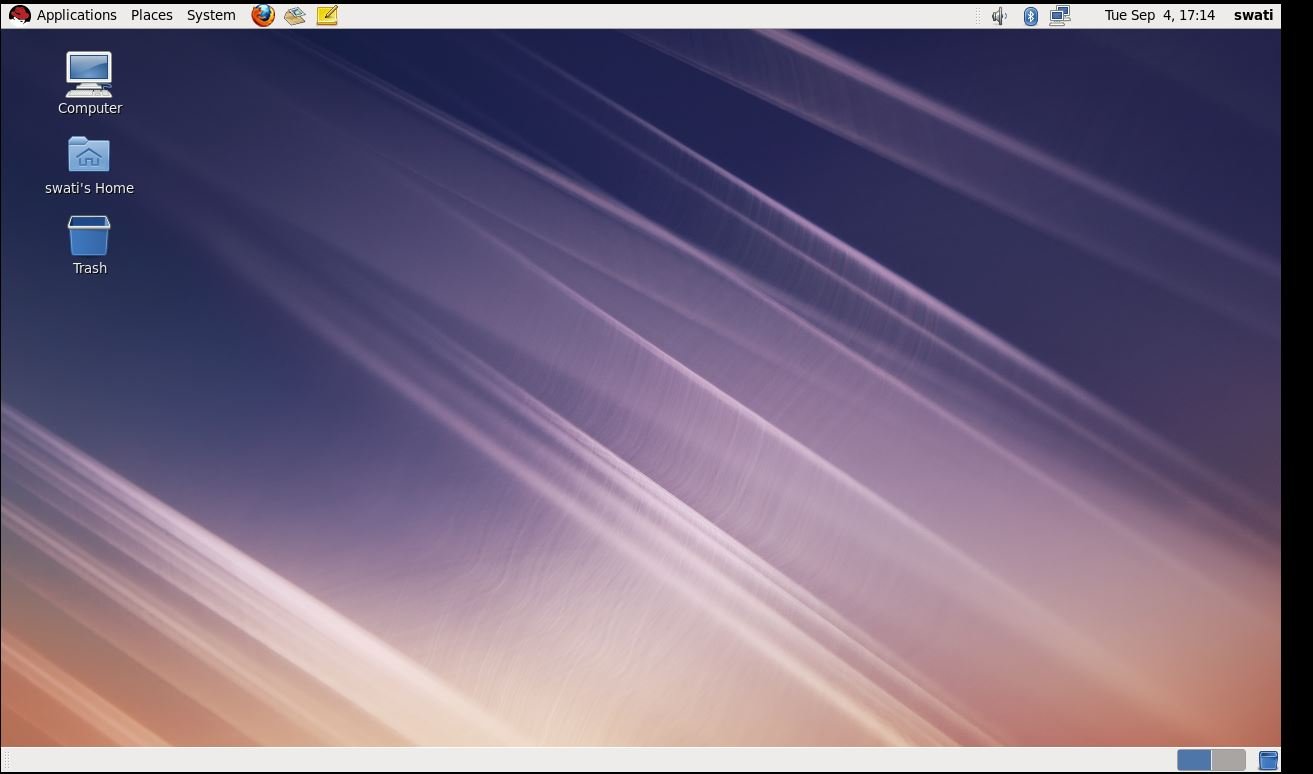 Applications Places System Tue Sep 4, 17:14 swati
Computer
swati's Home
Trash